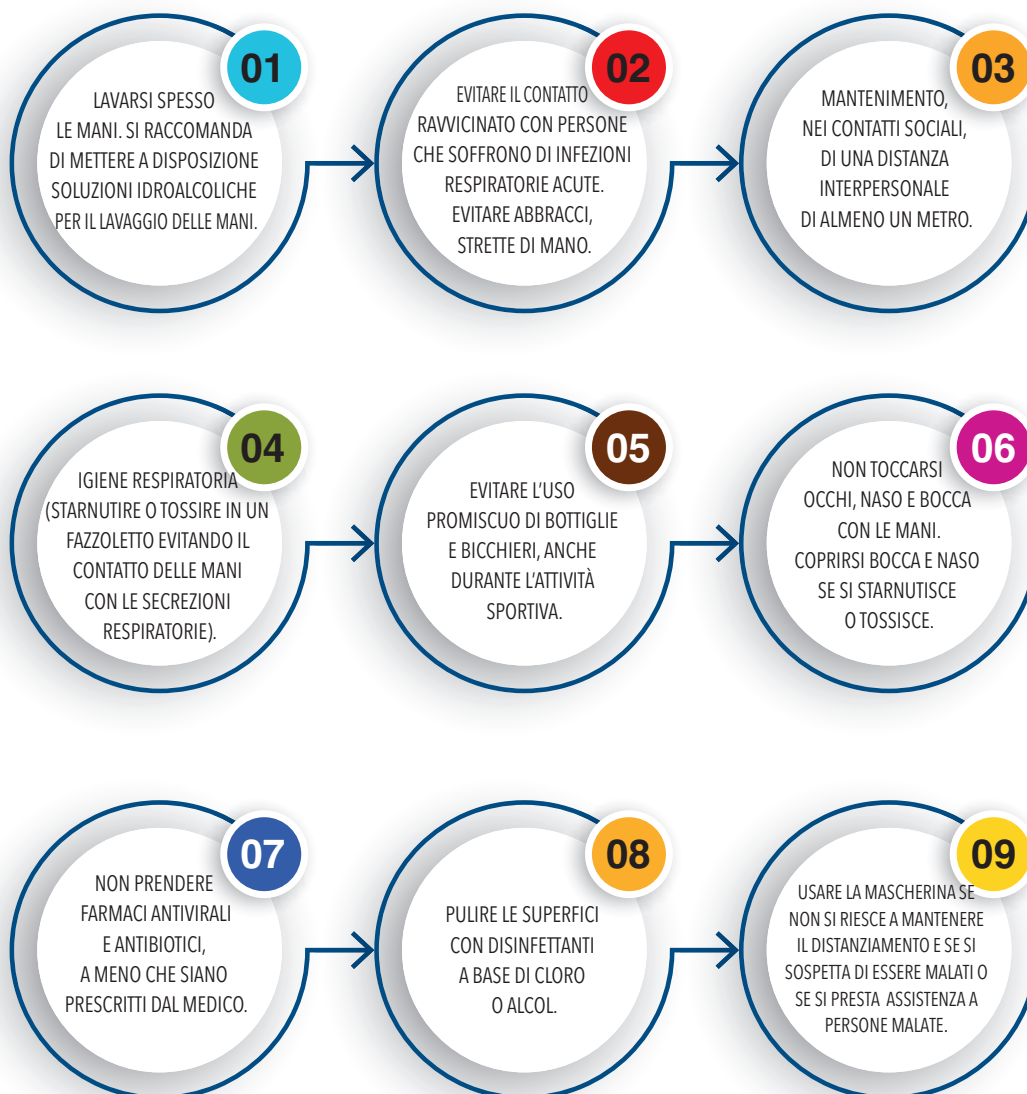 01
LAVARSI SPESSO
LE MANI. SI RACCOMANDA
DI METTERE A DISPOSIZIONE
SOLUZIONI IDROALCOLICHE
PER IL LAVAGGIO DELLE MANI.
02
EVITARE IL CONTATTO
RAVVICINATO CON PERSONE
CHE SOFFRONO DI INFEZIONI
RESPIRATORIE ACUTE.
EVITARE ABBRACCI,
STRETTE DI MANO.
03
MANTENIMENTO,
NEI CONTATTI SOCIALI,
DI UNA DISTANZA
INTERPERSONALE
DI ALMENO UN METRO.
04
IGIENE RESPIRATORIA
(STARNUTIRE O TOSSIRE IN UN
FAZZOLETTO EVITANDO IL
CONTATTO DELLE MANI
CON LE SECREZIONI
RESPIRATORIE).
05
EVITARE L'USO
PROMISCUO DI BOTTIGLIE
E BICCHIERI, ANCHE
DURANTE L'ATTIVITÀ
SPORTIVA.
06
NON TOCCARSI
OCCHI, NASO E BOCCA
CON LE MANI.
COPRIRSI BOCCA E NASO
SE SI STARNUTISCE
O TOSSISCE.
07
NON PRENDERE
FARMACI ANTIVIRALI
E ANTIBIOTICI,
A MENO CHE SIANO
PRESCRITTI DAL MEDICO.
08
PULIRE LE SUPERFICI
CON DISINFETTANTI
A BASE DI CLORO
O ALCOL.
09
USARE LA MASCHERINA SE
NON SI RIESCE A MANTENERE
IL DISTANZIAMENTO E SE SI
SOSPETTA DI ESSERE MALATI O
SE SI PRESTA ASSISTENZA A
PERSONE MALATE.